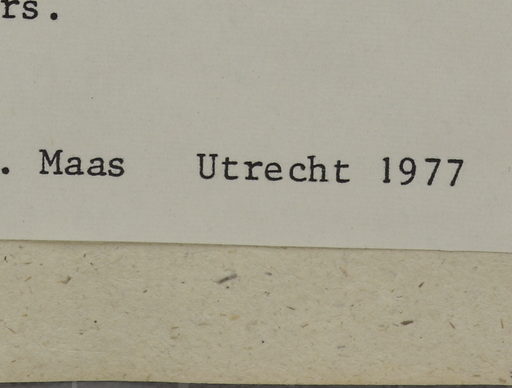 rs.
. Maas Utrecht 1977